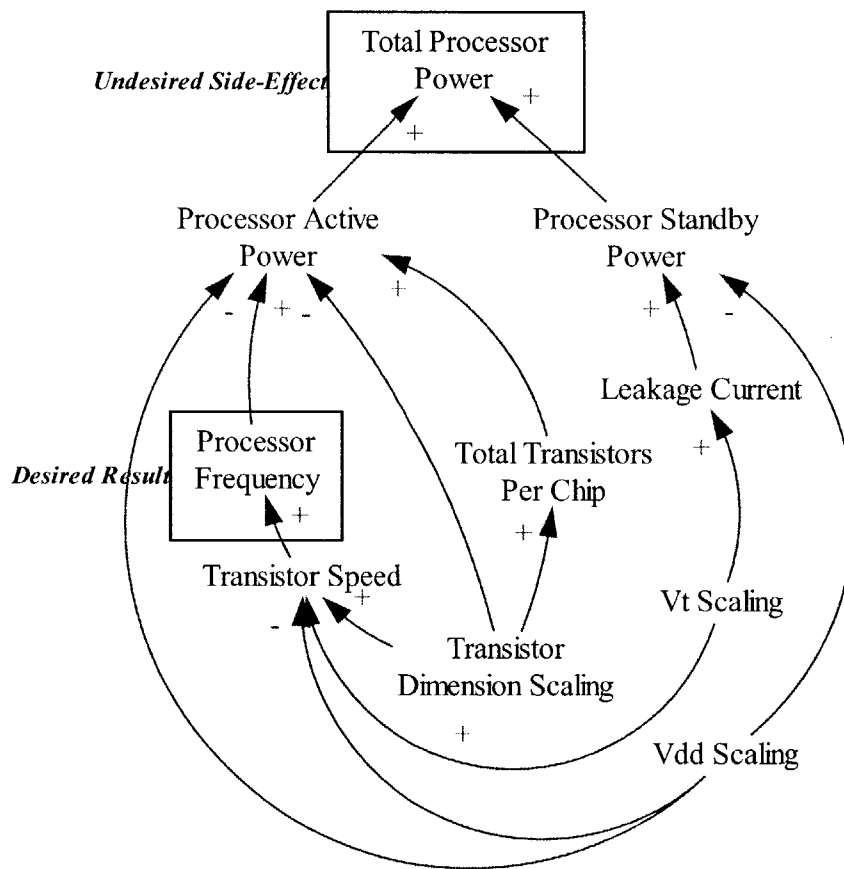 Total Processor
Power
Undesired Side-Effect
+
+
Processor Active
Power
Processor Standby
Power
-
+
-
+
+
-
Leakage Current
Processor
Frequency
Desired Result
+
Total Transistors
Per Chip
+
+
Transistor Speed
+
-
Vt Scaling
Transistor
Dimension Scaling
+
Vdd Scaling